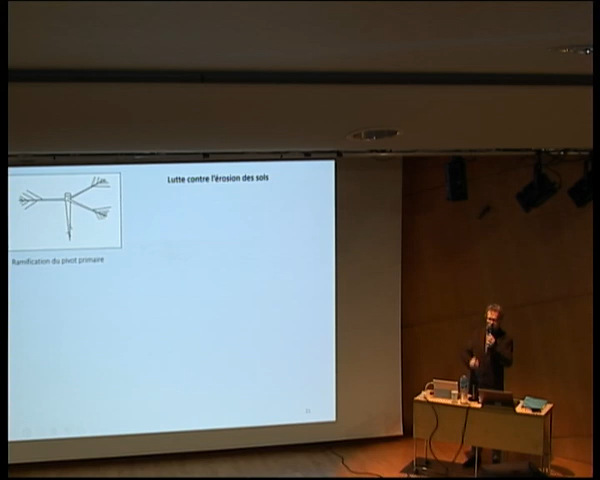 Lutte contre l'érosion des sols
Ramification du pivot primaire